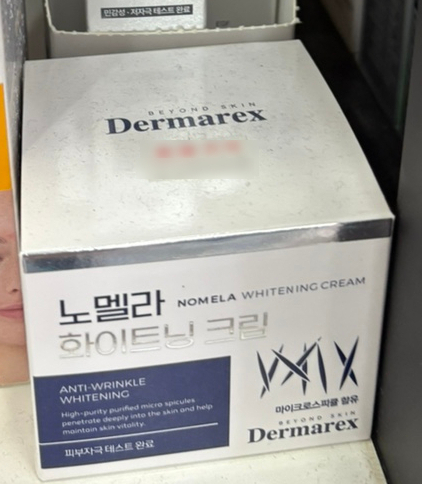 민감성·저자극 테스트 완료
BEYOND SKIN
Dermarex
노멜라 NOMELA WHITENING CREAM
화이트닝 크림
ANTI-WRINKLE
WHITENING
High-purity purified micro spicules
penetrate deeply into the skin and help
maintain skin vitality.
피부자극 테스트 완료
마이크로스피큘 함유
BEYOND SKIN
Dermarex